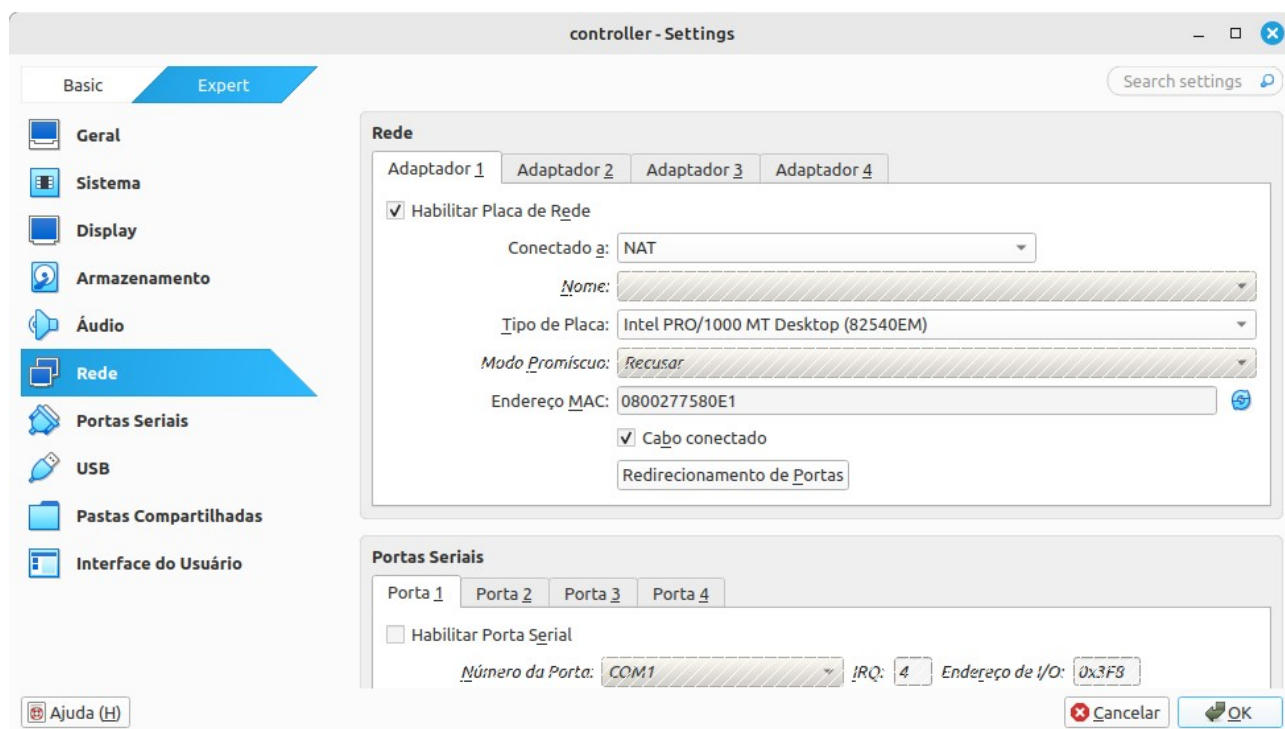 controller - Settings
Basic
Expert
Search settings
Geral
Sistema
Display
Armazenamento
Áudio
Rede
Portas Seriais
USB
Pastas Compartilhadas
Interface do Usuário
Rede
Adaptador 1
Adaptador 2
Adaptador 3
Adaptador 4
Habilitar Placa de Rede
Conectado a: NAT
Nome:
Tipo de Placa: Intel PRO/1000 MT Desktop (82540EM)
Modo Promíscuo: Recusar
Endereço MAC: 0800277580E1
Cabo conectado
Redirecionamento de Portas
Portas Seriais
Porta 1
Porta 2
Porta 3
Porta 4
Habilitar Porta Serial
Número da Porta: COM1 IRQ: 4 Endereço de I/O: 0x3F8
Ajuda (H)
Cancelar
OK